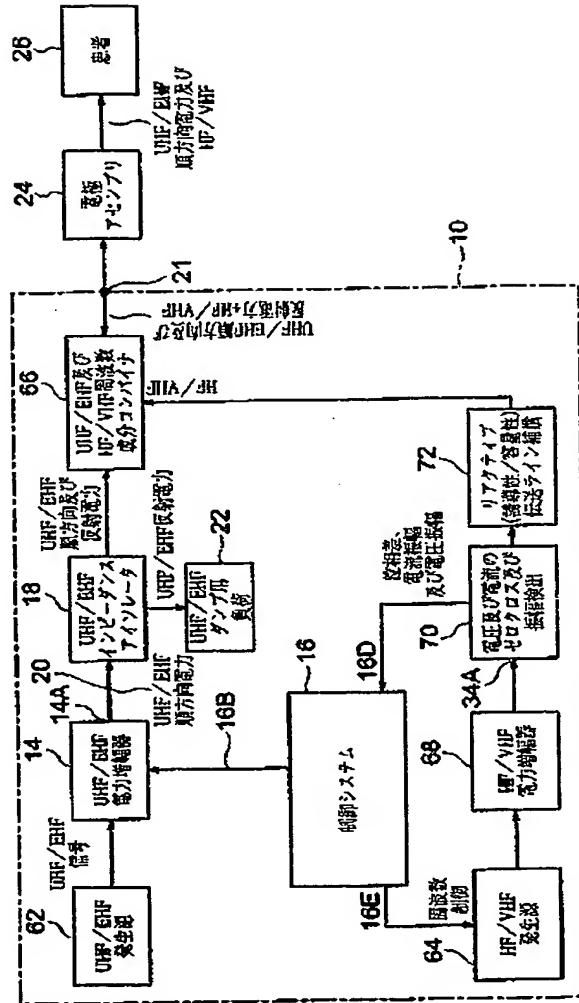 62
UHF/EHF
発生源
UHF/EHF
信号
14
UHF/EHF
電力増幅器
14A
20
UHF/EHF
順方向電力
18
UHF/EHF
インピーダンス
アイソレータ
UHF/EHF反射電力
22
UHF/EHF
ダンプ用
負荷
UHF/EHF
順方向及び
反射電力
66
UHF/EHF及び
HF/VHF周波数
成分コンバイナ
UHF/EHF順方向及び
反射電力+HF/VHF
21
10
24
電極
アセンブリ
UHF/EHF
順方向電力及び
HF/VHF
26
患者
16B
16
制御システム
16D
位相差、
電流振幅
及び電圧振幅
16E
周波数
制御
64
HF/VHF
発生源
68
HF/VHF
電力増幅器
34A
70
電圧及び電流の
ゼロクロス及び
振幅検出
72
リアクティブ
(誘導性/容量性)
伝送ライン補償
HF/VHF